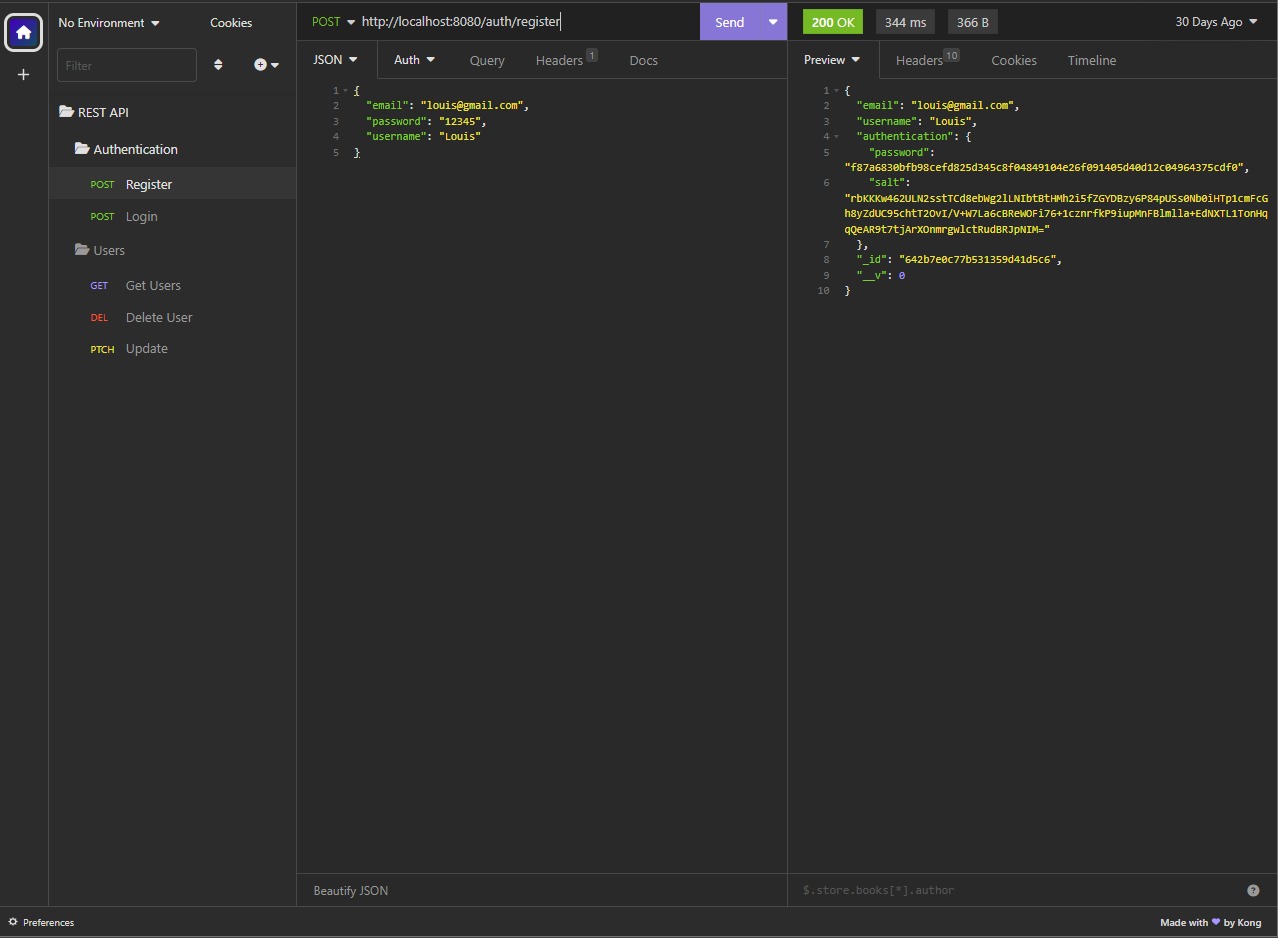 No Environment
Cookies
Filter
REST API
Authentication
POST Register
POST Login
Users
GET Get Users
DEL Delete User
PTCH Update
POST http://localhost:8080/auth/register
Send
200 OK
344 ms
366 B
30 Days Ago
JSON
Auth
Query
Headers 1
Docs
1 {
2 "email": "louis@gmail.com",
3 "password": "12345",
4 "username": "Louis"
5 }
Beautify JSON
Preview
Headers 10
Cookies
Timeline
1 {
2 "email": "louis@gmail.com",
3 "username": "Louis",
4 "authentication": {
5 "password":
"f87a6830bfb98cefd825d345c8f04849104e26f091405d40d12c04964375cdf0",
6 "salt":
"rbKKKw462ULN2sstTCd8ebWg2lLNIbtBtHMh2i5fZGYDBzy6P84pUSs0Nb0iHTp1cmFcG
h8yZdUC95chtT2OvI/V+W7La6cBReWOFi76+1cznrfkP9iupMnFBlmlla+EdNXTL1TonHq
qQeAR9t7tjArXOnmrgwlctRudBRJpNIM="
7 },
8 "_id": "642b7e0c77b531359d41d5c6",
9 "__v": 0
10 }
$.store.books[*].author
?
Preferences
Made with ♥ by Kong